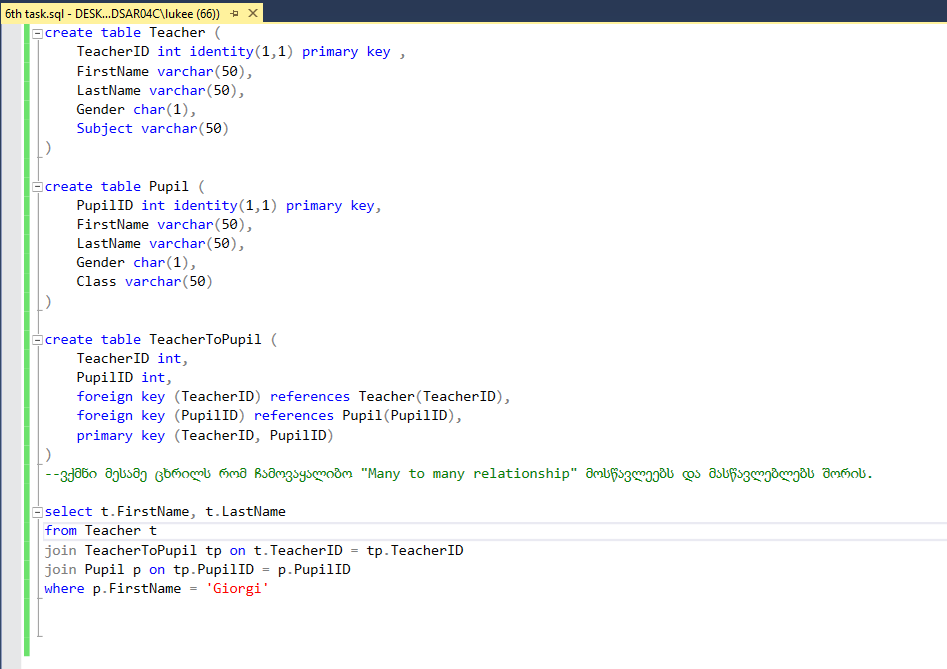 6th task.sql - DESK...DSAR04C\lukee (66))
create table Teacher (
TeacherID int identity(1,1) primary key ,
FirstName varchar(50),
LastName varchar(50),
Gender char(1),
Subject varchar(50)
)
create table Pupil (
PupilID int identity(1,1) primary key,
FirstName varchar(50),
LastName varchar(50),
Gender char(1),
Class varchar(50)
)
create table TeacherToPupil (
TeacherID int,
PupilID int,
foreign key (TeacherID) references Teacher(TeacherID),
foreign key (PupilID) references Pupil(PupilID),
primary key (TeacherID, PupilID)
)
--ვქმნი მესამე ცხრილს რომ ჩამოვაყალიბო "Many to many relationship" მოსწავლეებს და მასწავლებლებს შორის.
select t.FirstName, t.LastName
from Teacher t
join TeacherToPupil tp on t.TeacherID = tp.TeacherID
join Pupil p on tp.PupilID = p.PupilID
where p.FirstName = 'Giorgi'